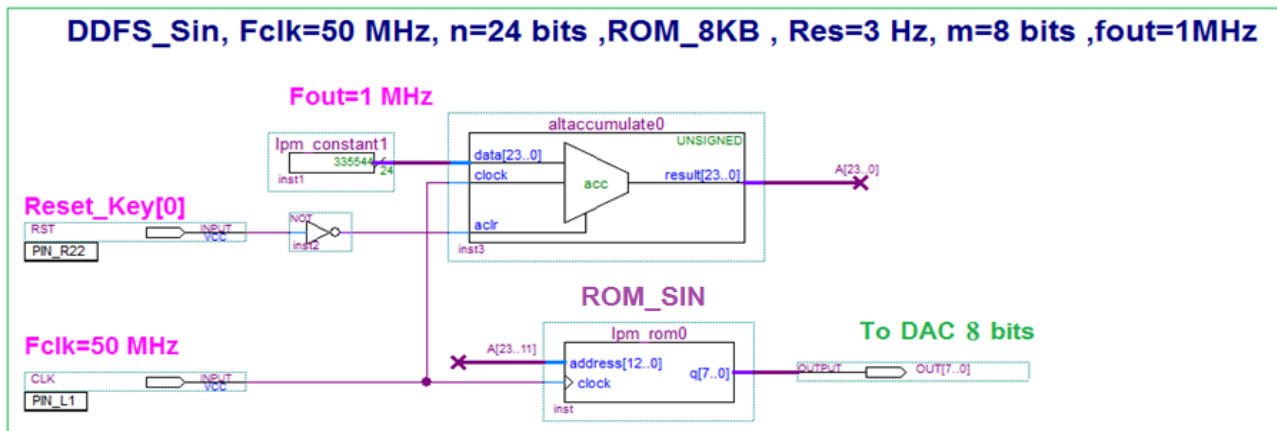 DDFS_Sin, Fclk=50 MHz, n=24 bits ,ROM_8KB , Res=3 Hz, m=8 bits ,fout=1MHz
Fout=1 MHz
altaccumulate0
lpm_constant1
UNSIGNED
335544
24
inst1
data[23..0]
clock
acc
result[23..0]
A[23..0]
Reset_Key[0]
RST
INPUT
VCC
PIN_R22
NOT
inst2
aclr
inst3
ROM_SIN
Fclk=50 MHz
lpm_rom0
To DAC 8 bits
A[23..11]
address[12..0]
q[7..0]
OUTPUT
OUT[7..0]
CLK
INPUT
VCC
PIN_L1
clock
inst